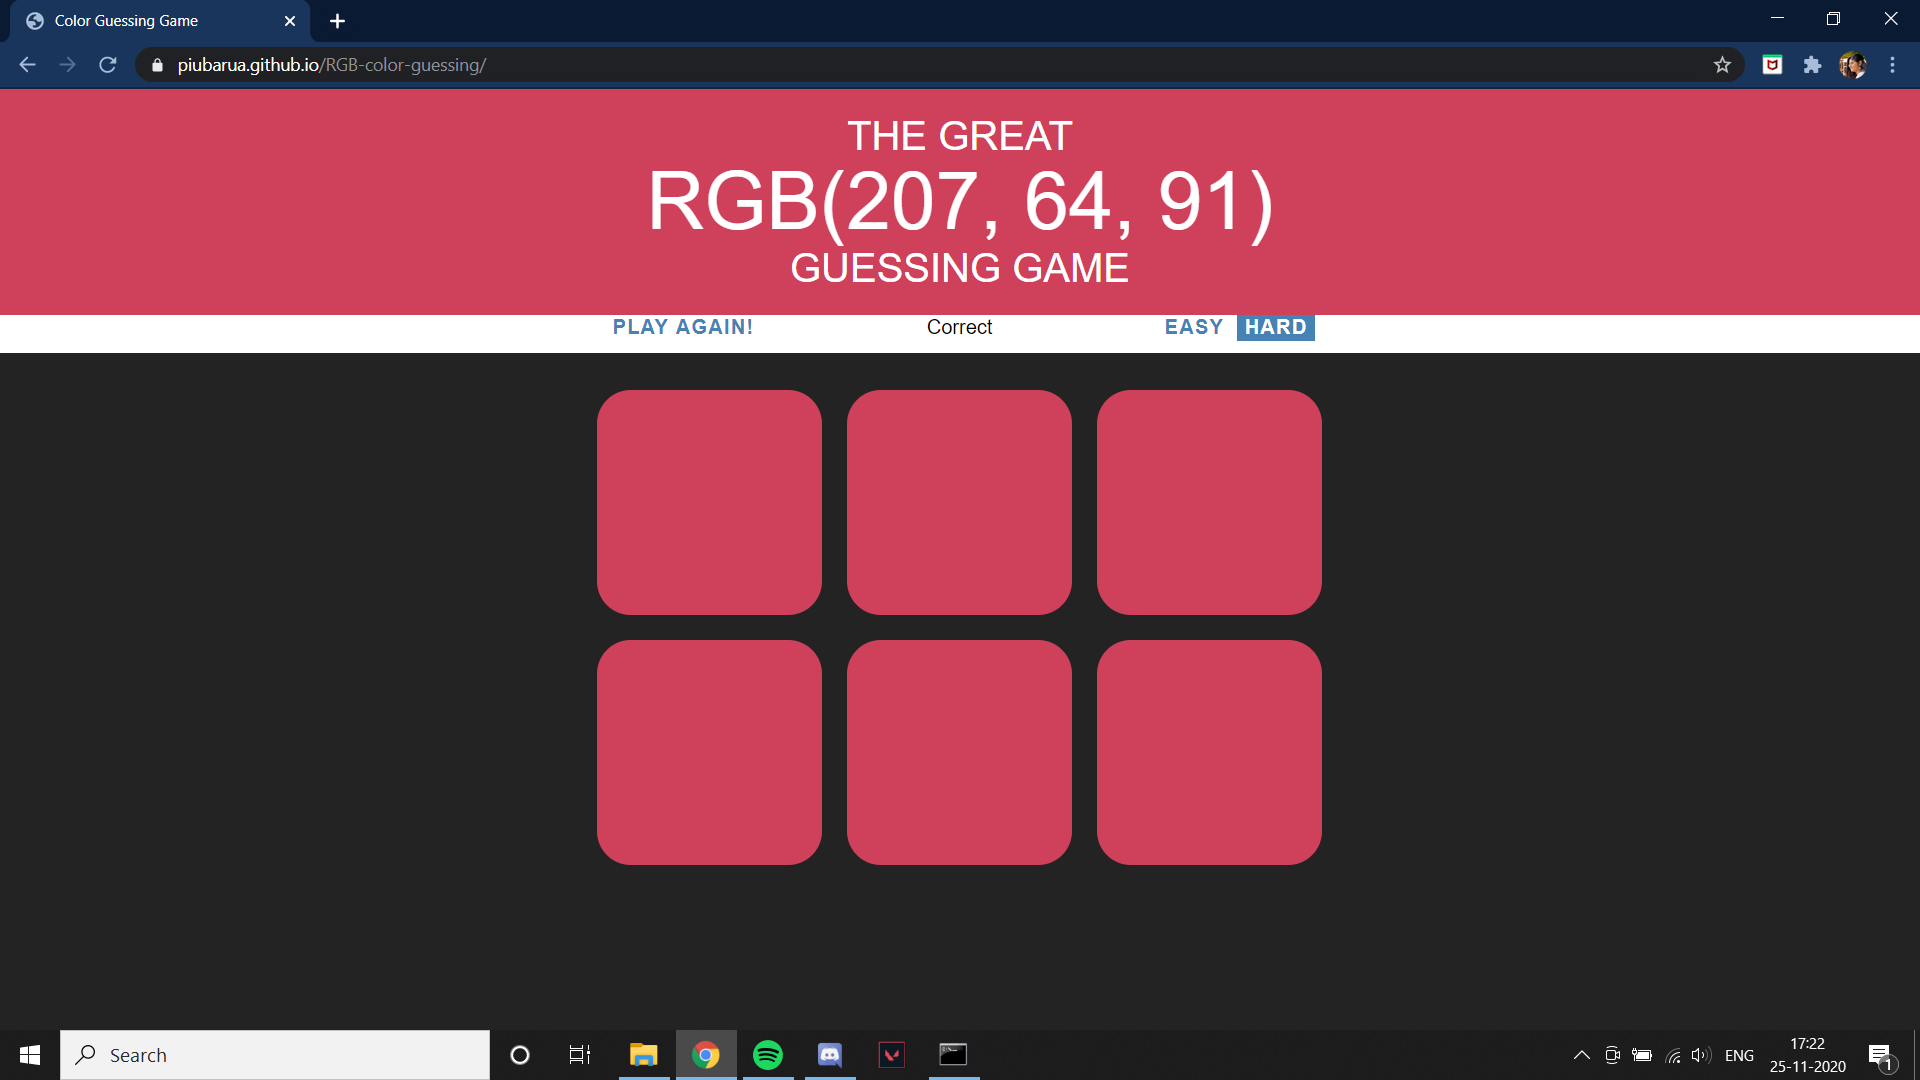 Color Guessing Game
piubarua.github.io/RGB-color-guessing/
THE GREAT
RGB(207, 64, 91)
GUESSING GAME
PLAY AGAIN! Correct EASY HARD
Search
ENG
17:22
25-11-2020
1